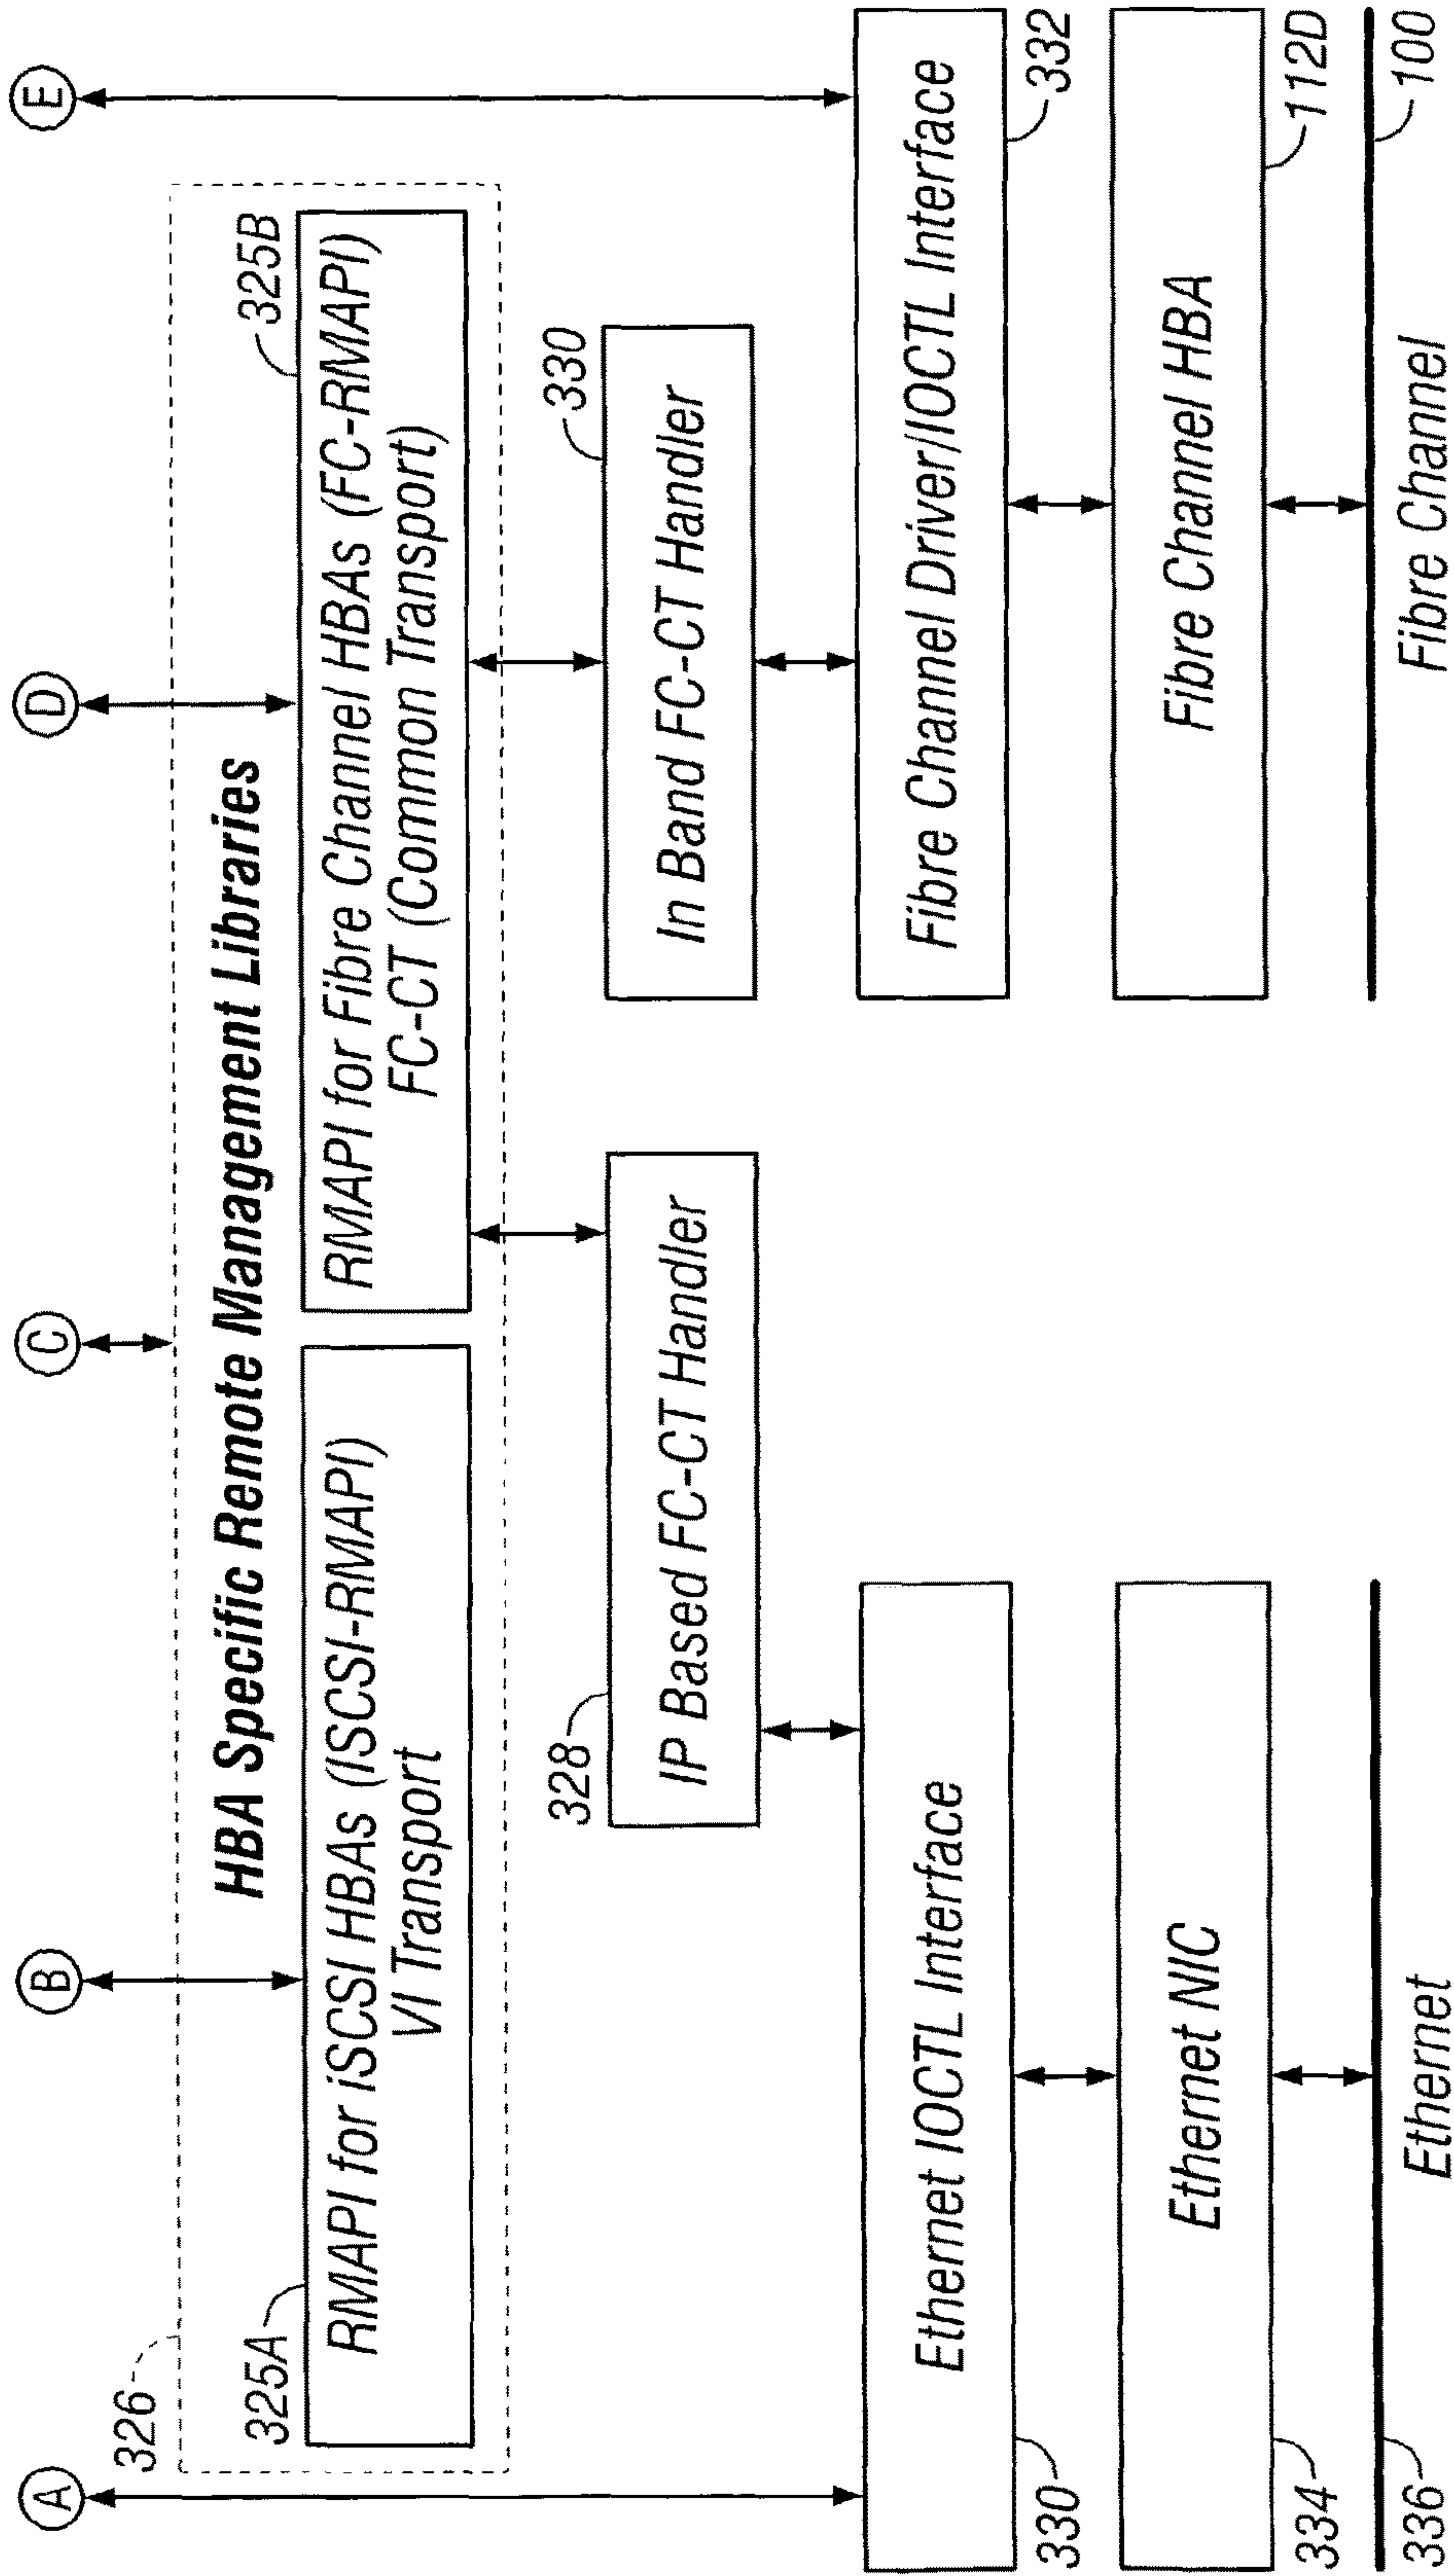 A
B
C
D
E
326
HBA Specific Remote Management Libraries
325A
325B
RMAPI for iSCSI HBAs (ISCSI-RMAPI)
VI Transport
RMAPI for Fibre Channel HBAs (FC-RMAPI)
FC-CT (Common Transport)
328
330
IP Based FC-CT Handler
In Band FC-CT Handler
Ethernet IOCTL Interface
Fibre Channel Driver/IOCTL Interface
330
332
Ethernet NIC
Fibre Channel HBA
334
112D
336
100
Ethernet
Fibre Channel